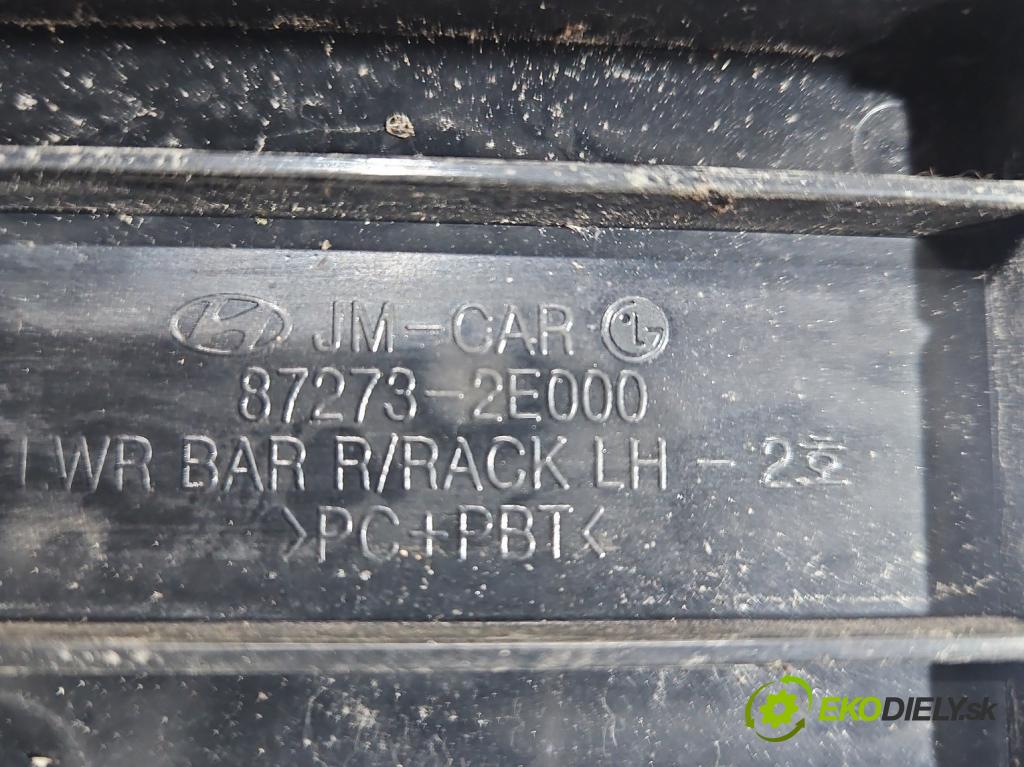 JM-CAR
87273-2E000
LWR BAR R/RACK LH - 2호
>PC+PBT<
EKODIELY.sk